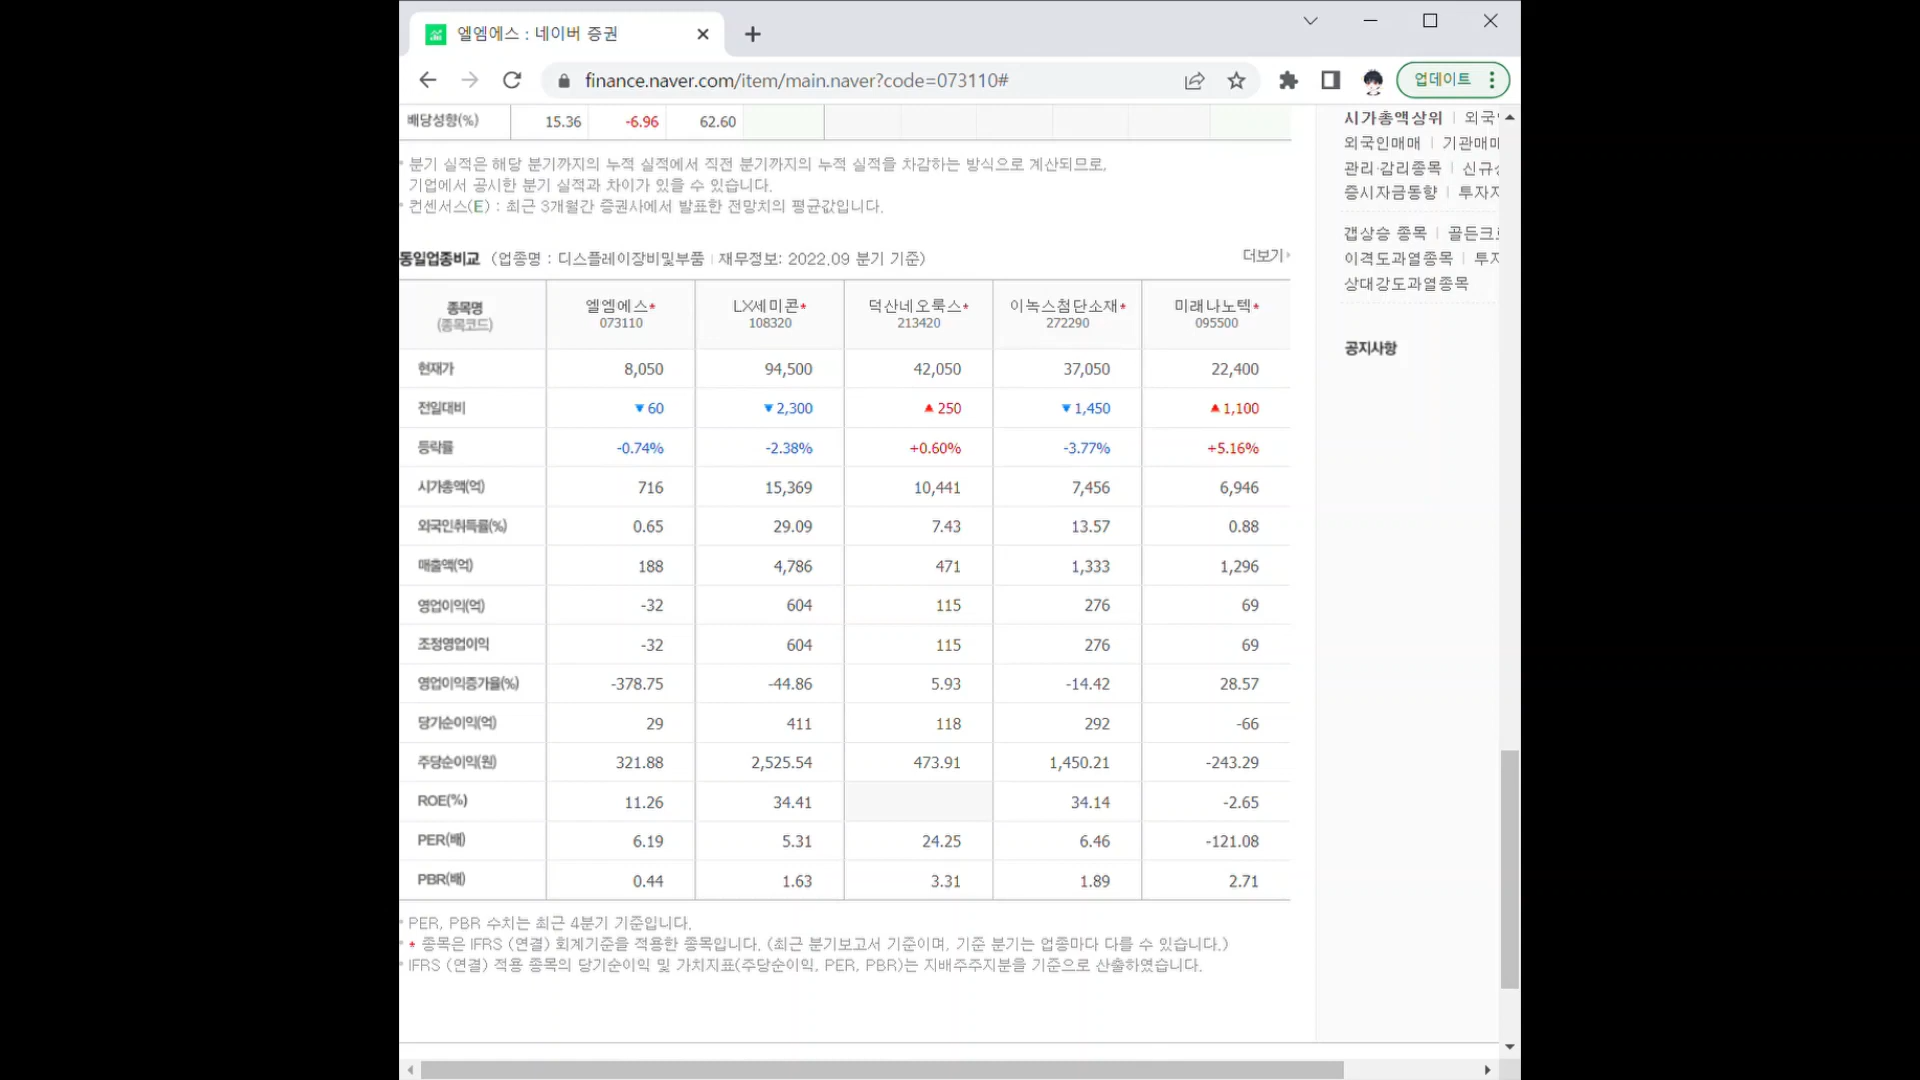 엘엠에스 : 네이버 증권
finance.naver.com/item/main.naver?code=073110#
업데이트
배당성향(%) 15.36 -6.96 62.60
* 분기 실적은 해당 분기까지의 누적 실적에서 직전 분기까지의 누적 실적을 차감하는 방식으로 계산되므로,
기업에서 공시한 분기 실적과 차이가 있을 수 있습니다.
* 컨센서스(E) : 최근 3개월간 증권사에서 발표한 전망치의 평균값입니다.
동일업종비교 (업종명 : 디스플레이장비및부품 | 재무정보: 2022.09 분기 기준) 더보기
종목명 엘엠에스* LX세미콘* 덕산네오룩스* 이녹스첨단소재* 미래나노텍*
(종목코드) 073110 108320 213420 272290 095500
현재가 8,050 94,500 42,050 37,050 22,400
전일대비 ▼60 ▼2,300 ▲250 ▼1,450 ▲1,100
등락률 -0.74% -2.38% +0.60% -3.77% +5.16%
시가총액(억) 716 15,369 10,441 7,456 6,946
외국인취득률(%) 0.65 29.09 7.43 13.57 0.88
매출액(억) 188 4,786 471 1,333 1,296
영업이익(억) -32 604 115 276 69
조정영업이익 -32 604 115 276 69
영업이익증가율(%) -378.75 -44.86 5.93 -14.42 28.57
당기순이익(억) 29 411 118 292 -66
주당순이익(원) 321.88 2,525.54 473.91 1,450.21 -243.29
ROE(%) 11.26 34.41 34.14 -2.65
PER(배) 6.19 5.31 24.25 6.46 -121.08
PBR(배) 0.44 1.63 3.31 1.89 2.71
* PER, PBR 수치는 최근 4분기 기준입니다.
* * 종목은 IFRS (연결) 회계기준을 적용한 종목입니다. (최근 분기보고서 기준이며, 기준 분기는 업종마다 다를 수 있습니다.)
* IFRS (연결) 적용 종목의 당기순이익 및 가치지표(주당순이익, PER, PBR)는 지배주주지분을 기준으로 산출하였습니다.
시가총액상위 | 외국
외국인매매 | 기관매매
관리·감리종목 | 신규
증시자금동향 | 투자
갭상승 종목 | 골든크
이격도과열종목 | 투
상대강도과열종목
공지사항